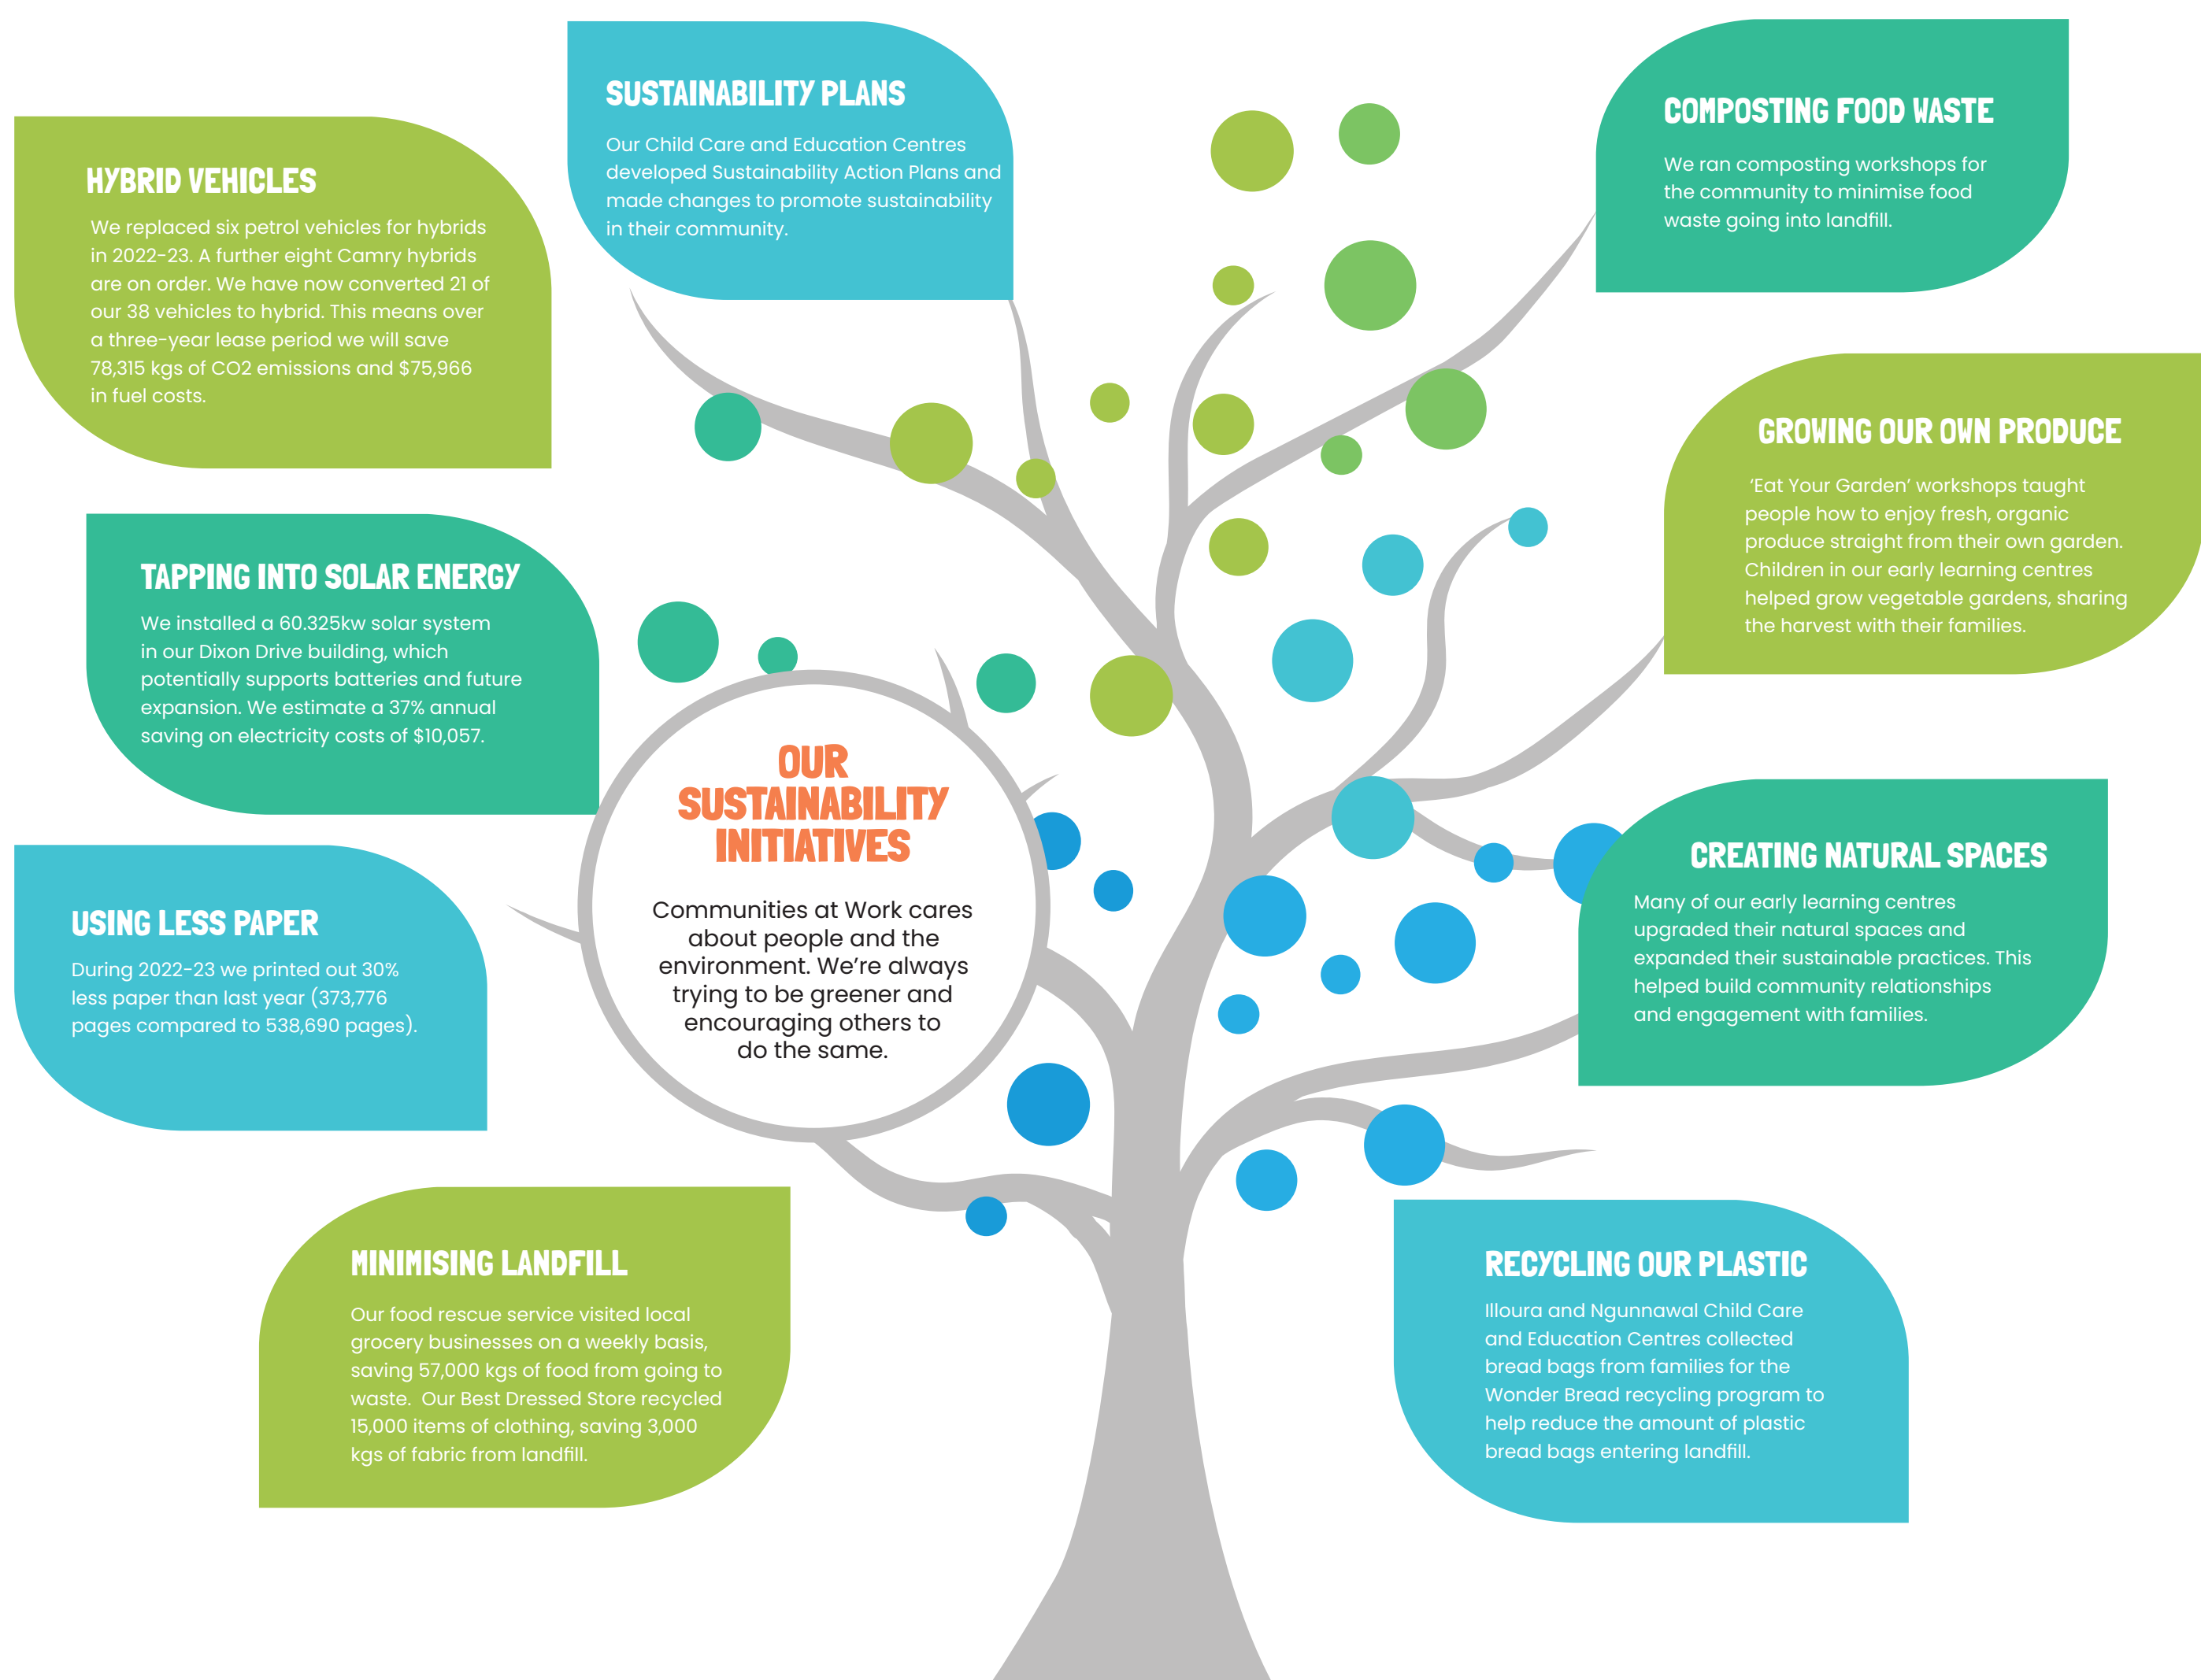 SUSTAINABILITY PLANS
Our Child Care and Education Centres
developed Sustainability Action Plans and
made changes to promote sustainability
in their community.
COMPOSTING FOOD WASTE
We ran composting workshops for
the community to minimise food
waste going into landfill.
HYBRID VEHICLES
We replaced six petrol vehicles for hybrids
in 2022-23. A further eight Camry hybrids
are on order. We have now converted 21 of
our 38 vehicles to hybrid. This means over
a three-year lease period we will save
78,315 kgs of CO2 emissions and $75,966
in fuel costs.
GROWING OUR OWN PRODUCE
‘Eat Your Garden’ workshops taught
people how to enjoy fresh, organic
produce straight from their own garden.
Children in our early learning centres
helped grow vegetable gardens, sharing
the harvest with their families.
TAPPING INTO SOLAR ENERGY
We installed a 60.325kw solar system
in our Dixon Drive building, which
potentially supports batteries and future
expansion. We estimate a 37% annual
saving on electricity costs of $10,057.
OUR
SUSTAINABILITY
INITIATIVES
Communities at Work cares
about people and the
environment. We’re always
trying to be greener and
encouraging others to
do the same.
CREATING NATURAL SPACES
Many of our early learning centres
upgraded their natural spaces and
expanded their sustainable practices. This
helped build community relationships
and engagement with families.
USING LESS PAPER
During 2022-23 we printed out 30%
less paper than last year (373,776
pages compared to 538,690 pages).
MINIMISING LANDFILL
Our food rescue service visited local
grocery businesses on a weekly basis,
saving 57,000 kgs of food from going to
waste.  Our Best Dressed Store recycled
15,000 items of clothing, saving 3,000
kgs of fabric from landfill.
RECYCLING OUR PLASTIC
Illoura and Ngunnawal Child Care
and Education Centres collected
bread bags from families for the
Wonder Bread recycling program to
help reduce the amount of plastic
bread bags entering landfill.